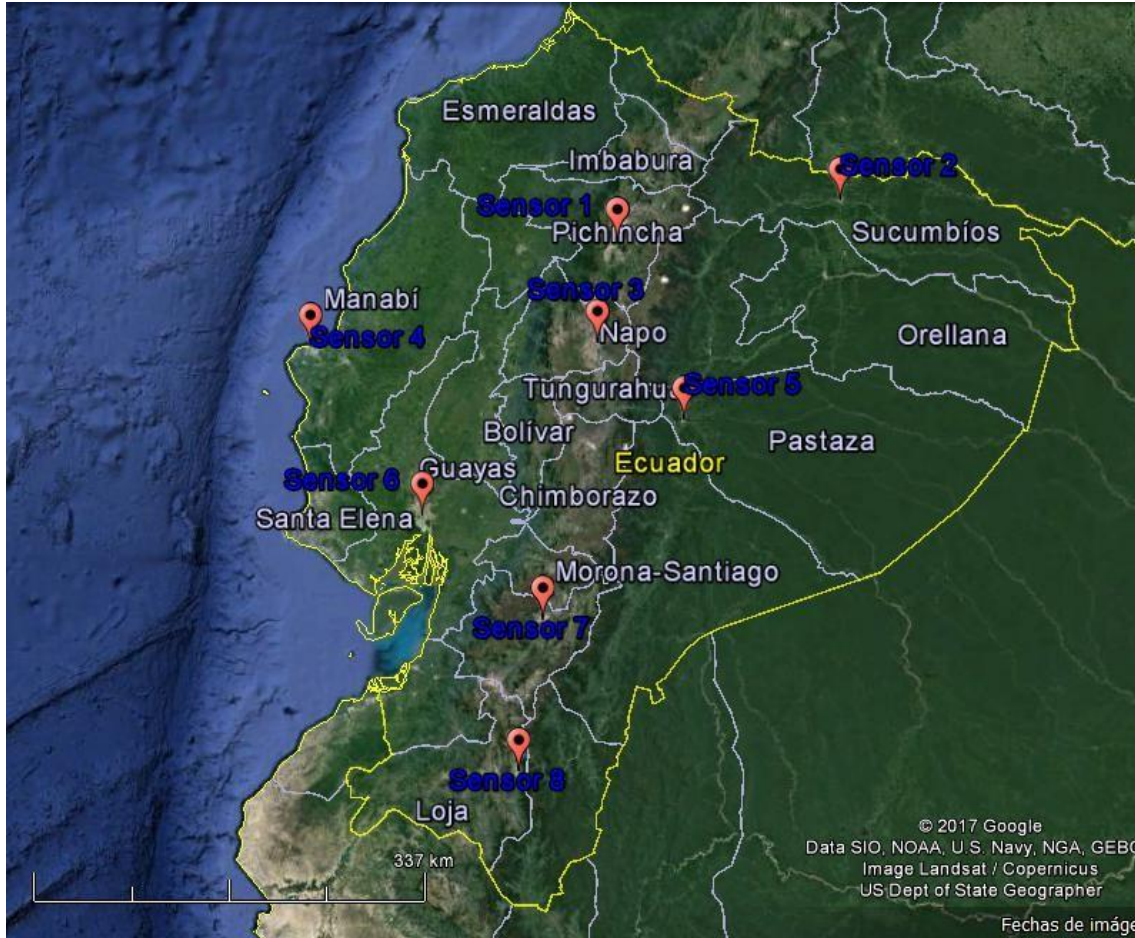 Esmeraldas
Imbabura
Sensor 2
Sensor 1
Pichincha
Sucumbíos
Sensor 3
Manabí
Sensor 4
Napo
Orellana
Tungurahua
Sensor 5
Bolívar
Pastaza
Ecuador
Guayas
Sensor 6
Chimborazo
Santa Elena
Morona-Santiago
Sensor 7
Sensor 8
Loja
337 km
© 2017 Google
Data SIO, NOAA, U.S. Navy, NGA, GEBC
Image Landsat / Copernicus
US Dept of State Geographer
Fechas de imáge